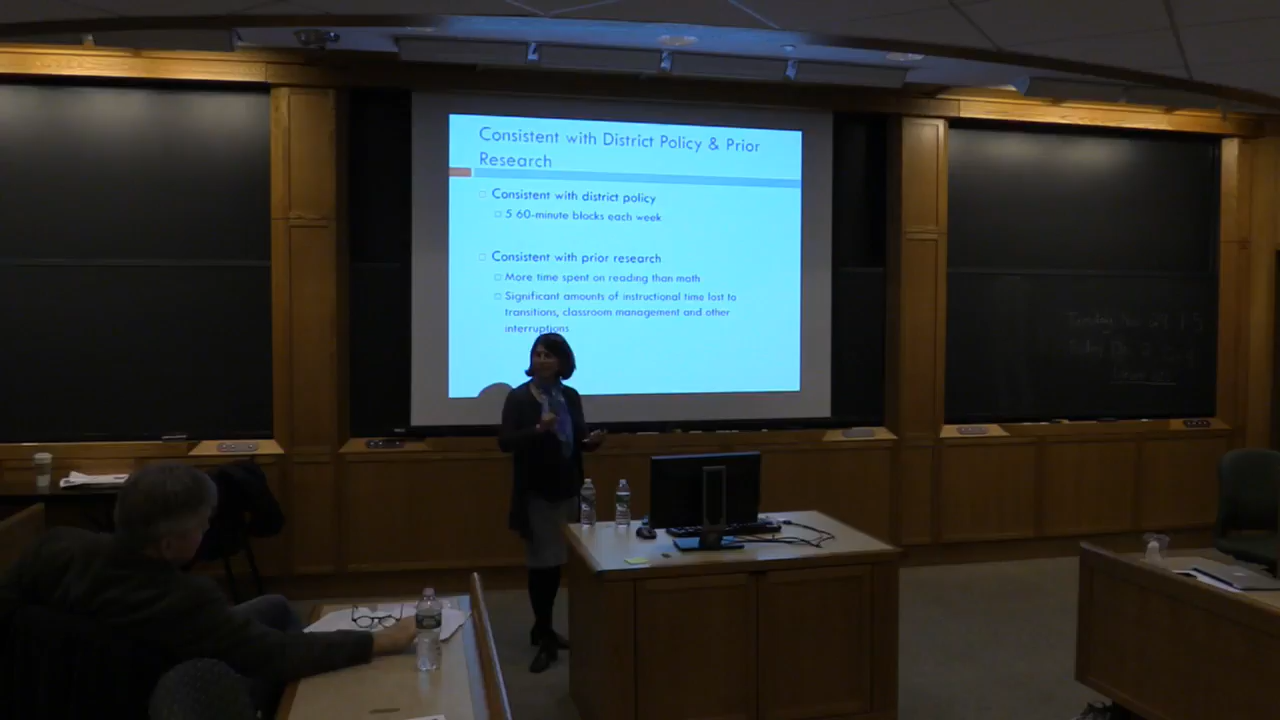 Consistent with District Policy & Prior
Research
Consistent with district policy
5 60-minute blocks each week
Consistent with prior research
More time spent on reading than math
Significant amounts of instructional time lost to
transitions, classroom management and other
interruptions